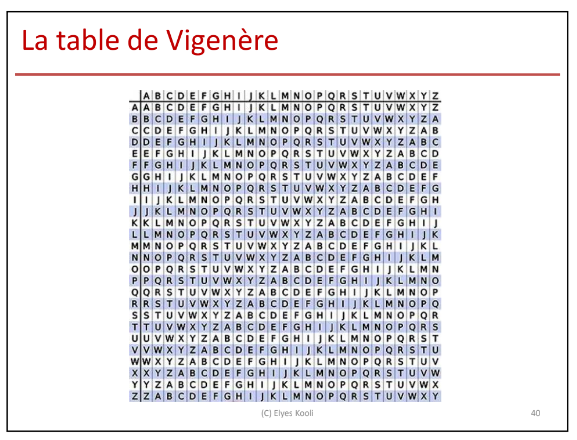 La table de Vigenère
A B C D E F G H I J K L M N O P Q R S T U V W X Y Z
A A B C D E F G H I J K L M N O P Q R S T U V W X Y Z
B B C D E F G H I J K L M N O P Q R S T U V W X Y Z A
C C D E F G H I J K L M N O P Q R S T U V W X Y Z A B
D D E F G H I J K L M N O P Q R S T U V W X Y Z A B C
E E F G H I J K L M N O P Q R S T U V W X Y Z A B C D
F F G H I J K L M N O P Q R S T U V W X Y Z A B C D E
G G H I J K L M N O P Q R S T U V W X Y Z A B C D E F
H H I J K L M N O P Q R S T U V W X Y Z A B C D E F G
I I J K L M N O P Q R S T U V W X Y Z A B C D E F G H
J J K L M N O P Q R S T U V W X Y Z A B C D E F G H I
K K L M N O P Q R S T U V W X Y Z A B C D E F G H I J
L L M N O P Q R S T U V W X Y Z A B C D E F G H I J K
M M N O P Q R S T U V W X Y Z A B C D E F G H I J K L
N N O P Q R S T U V W X Y Z A B C D E F G H I J K L M
O O P Q R S T U V W X Y Z A B C D E F G H I J K L M N
P P Q R S T U V W X Y Z A B C D E F G H I J K L M N O
Q Q R S T U V W X Y Z A B C D E F G H I J K L M N O P
R R S T U V W X Y Z A B C D E F G H I J K L M N O P Q
S S T U V W X Y Z A B C D E F G H I J K L M N O P Q R
T T U V W X Y Z A B C D E F G H I J K L M N O P Q R S
U U V W X Y Z A B C D E F G H I J K L M N O P Q R S T
V V W X Y Z A B C D E F G H I J K L M N O P Q R S T U
W W X Y Z A B C D E F G H I J K L M N O P Q R S T U V
X X Y Z A B C D E F G H I J K L M N O P Q R S T U V W
Y Y Z A B C D E F G H I J K L M N O P Q R S T U V W X
Z Z A B C D E F G H I J K L M N O P Q R S T U V W X Y
(C) Elyes Kooli
40